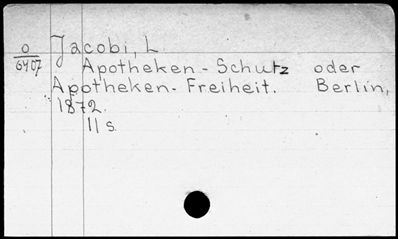 O
6407
Jacobi, L
Apotheken-Schutz oder
Apotheken-Freiheit. Berlin,
1872.
11 s.